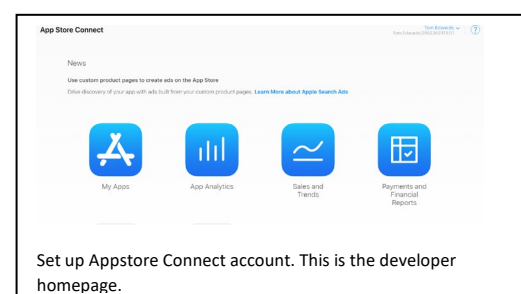 App Store Connect
Tom Edwards
?
News
Use custom product pages to create ads on the App Store
Drive discovery of your app with ads built from your custom product pages. Learn More about Apple Search Ads
My Apps
App Analytics
Sales and
Trends
Payments and
Financial
Reports
Set up Appstore Connect account. This is the developer
homepage.